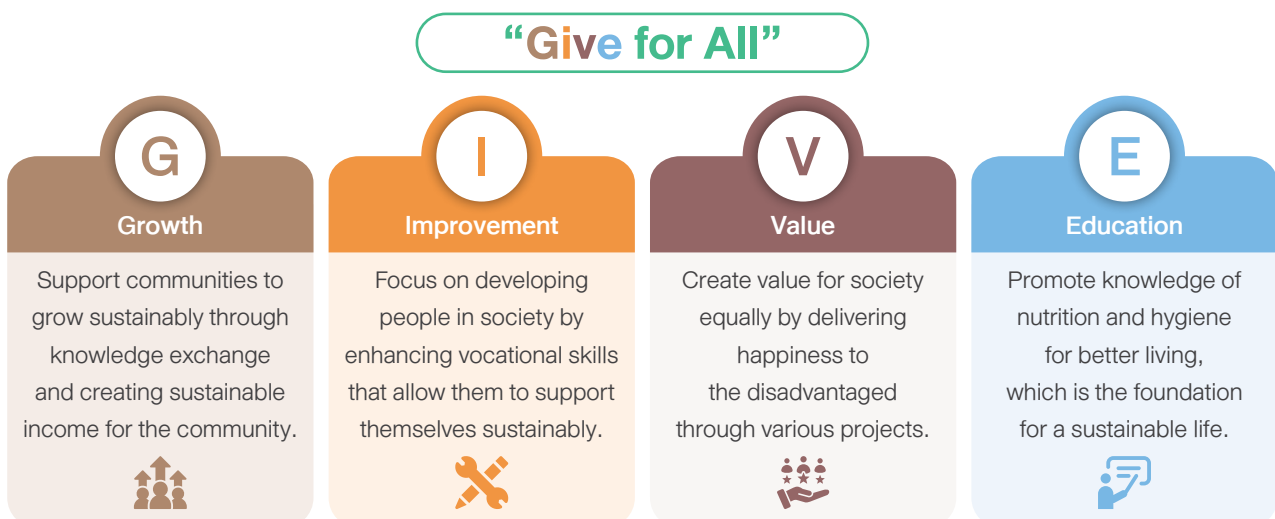 “Give for All”
G
Growth
Support communities to
grow sustainably through
knowledge exchange
and creating sustainable
income for the community.
I
Improvement
Focus on developing
people in society by
enhancing vocational skills
that allow them to support
themselves sustainably.
V
Value
Create value for society
equally by delivering
happiness to
the disadvantaged
through various projects.
E
Education
Promote knowledge of
nutrition and hygiene
for better living,
which is the foundation
for a sustainable life.